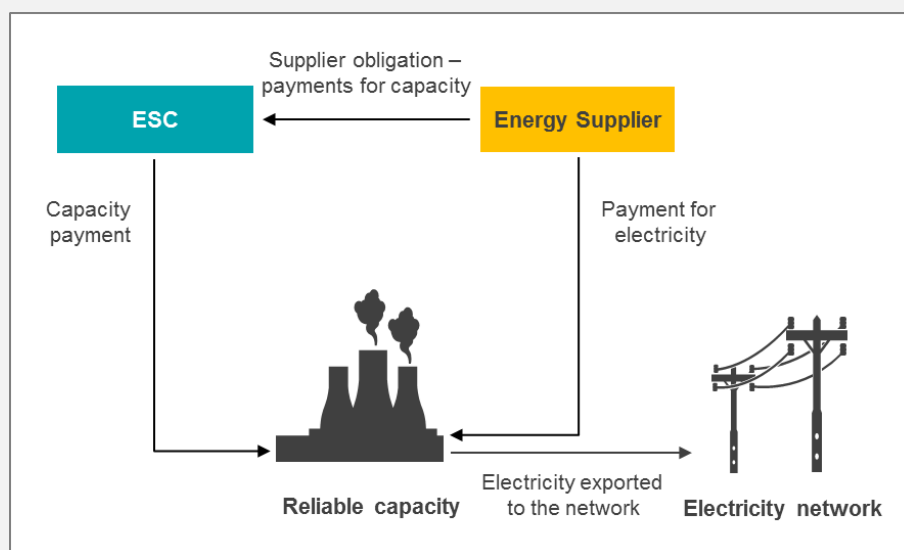 Supplier obligation –
payments for capacity
ESC
Energy Supplier
Capacity
payment
Payment for
electricity
Reliable capacity
Electricity exported
to the network
Electricity network